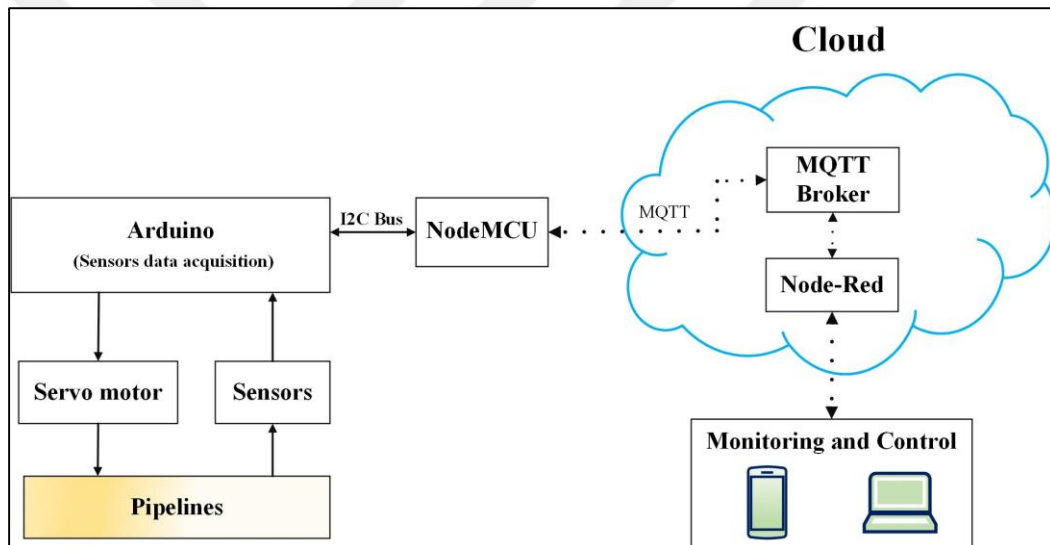 Cloud
MQTT
Broker
MQTT
I2C Bus
Arduino
(Sensors data acquisition)
NodeMCU
Node-Red
Servo motor
Sensors
Monitoring and Control
Pipelines